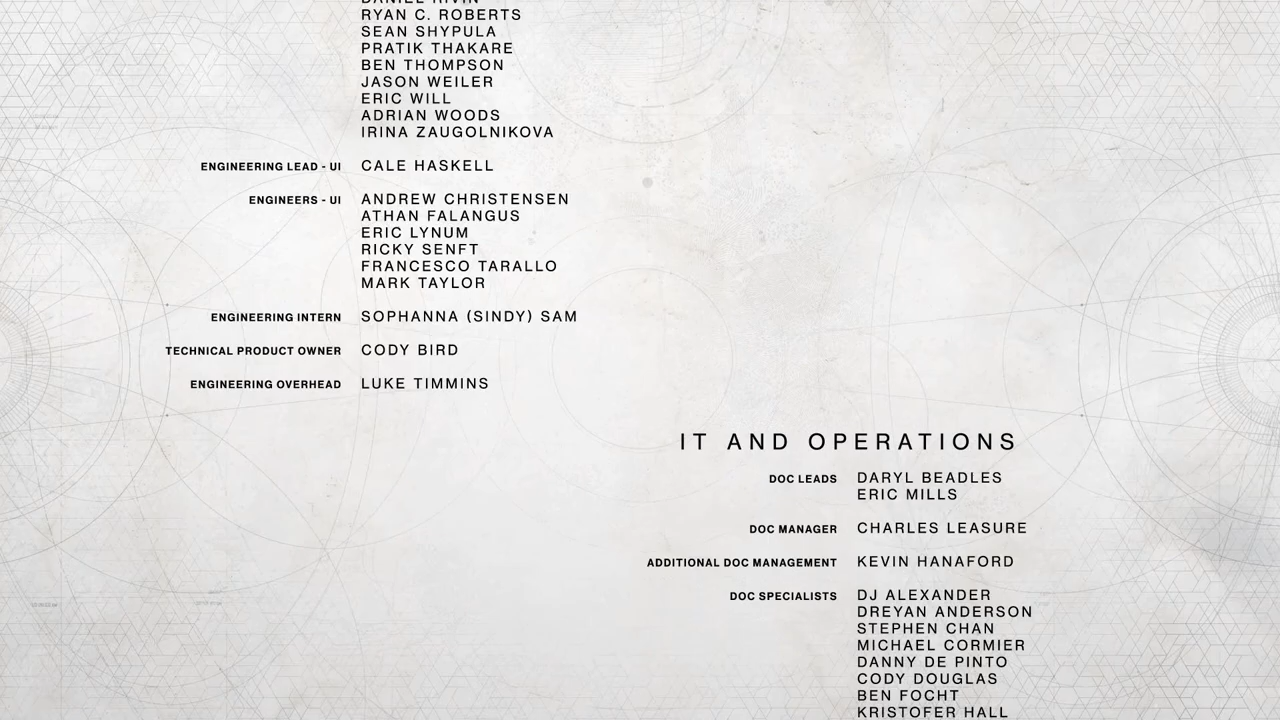 DANIEL RIVIN
RYAN C. ROBERTS
SEAN SHYPULA
PRATIK THAKARE
BEN THOMPSON
JASON WEILER
ERIC WILL
ADRIAN WOODS
IRINA ZAUGOLNIKOVA
ENGINEERING LEAD - UI CALE HASKELL
ENGINEERS - UI ANDREW CHRISTENSEN
ATHAN FALANGUS
ERIC LYNUM
RICKY SENFT
FRANCESCO TARALLO
MARK TAYLOR
ENGINEERING INTERN SOPHANNA (SINDY) SAM
TECHNICAL PRODUCT OWNER CODY BIRD
ENGINEERING OVERHEAD LUKE TIMMINS
IT AND OPERATIONS
DOC LEADS DARYL BEADLES
ERIC MILLS
DOC MANAGER CHARLES LEASURE
ADDITIONAL DOC MANAGEMENT KEVIN HANAFORD
DOC SPECIALISTS DJ ALEXANDER
DREYAN ANDERSON
STEPHEN CHAN
MICHAEL CORMIER
DANNY DE PINTO
CODY DOUGLAS
BEN FOCHT
KRISTOFER HALL